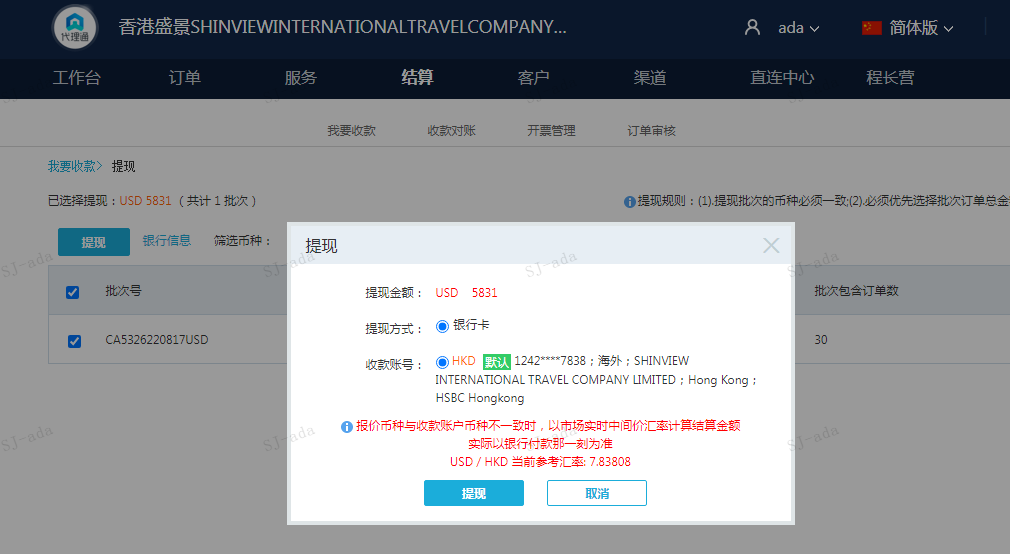 代理通
香港盛景SHINVIEWINTERNATIONALTRAVELCOMPANY...
ada
简体版
工作台 订单 服务 结算 客户 渠道 直连中心 程长营
我要收款 收款对账 开票管理 订单审核
我要收款> 提现
已选择提现：USD 5831 （共计 1 批次）
提现规则：(1).提现批次的币种必须一致;(2).必须优先选择批次订单总金
提现 银行信息 筛选币种：
批次号 批次包含订单数
CA5326220817USD 30
提现
提现金额： USD 5831
提现方式： 银行卡
收款账号： HKD 默认 1242****7838；海外；SHINVIEW
INTERNATIONAL TRAVEL COMPANY LIMITED；Hong Kong；
HSBC Hongkong
报价币种与收款账户币种不一致时，以市场实时中间价汇率计算结算金额
实际以银行付款那一刻为准
USD / HKD 当前参考汇率: 7.83808
提现 取消
SJ-ada
SJ-ada
SJ-ada
SJ-ada
SJ-ada
SJ-ada
SJ-ada